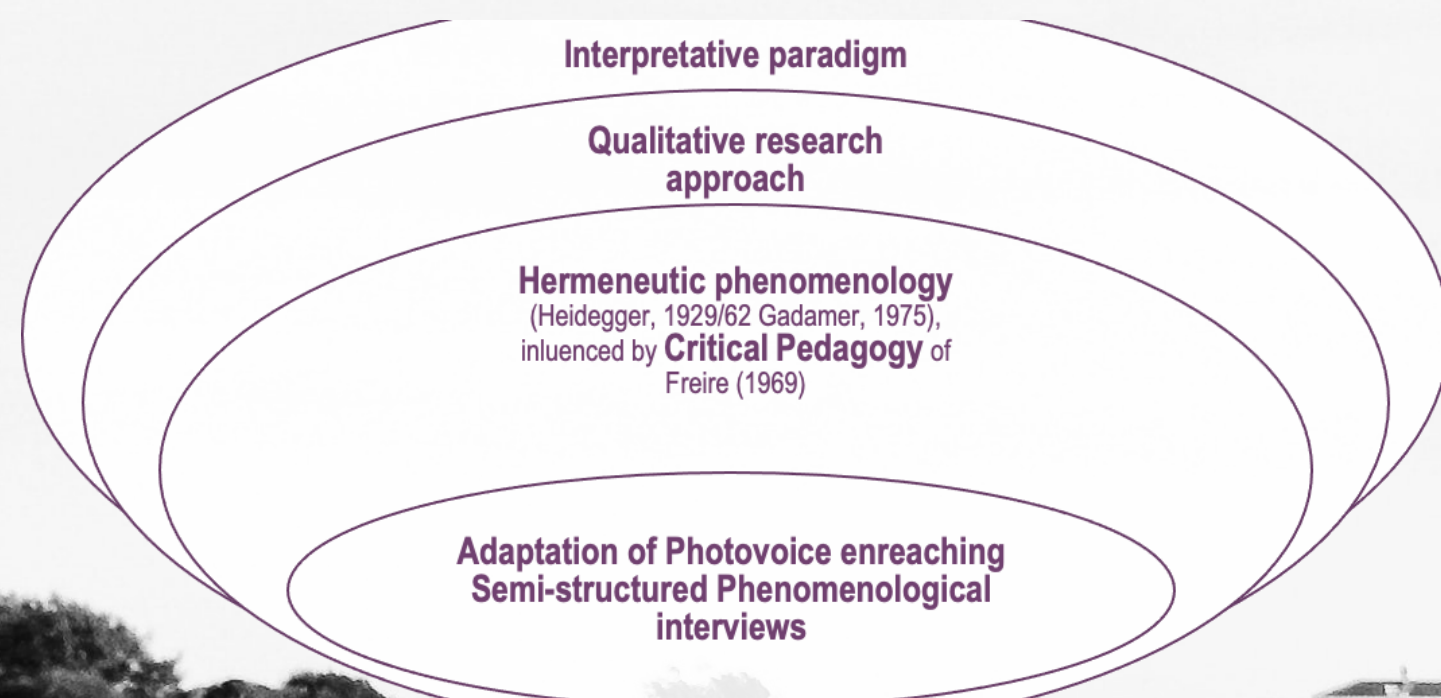 Interpretative paradigm
Qualitative research
approach
Hermeneutic phenomenology
(Heidegger, 1929/62 Gadamer, 1975),
inluenced by Critical Pedagogy of
Freire (1969)
Adaptation of Photovoice enreaching
Semi-structured Phenomenological
interviews